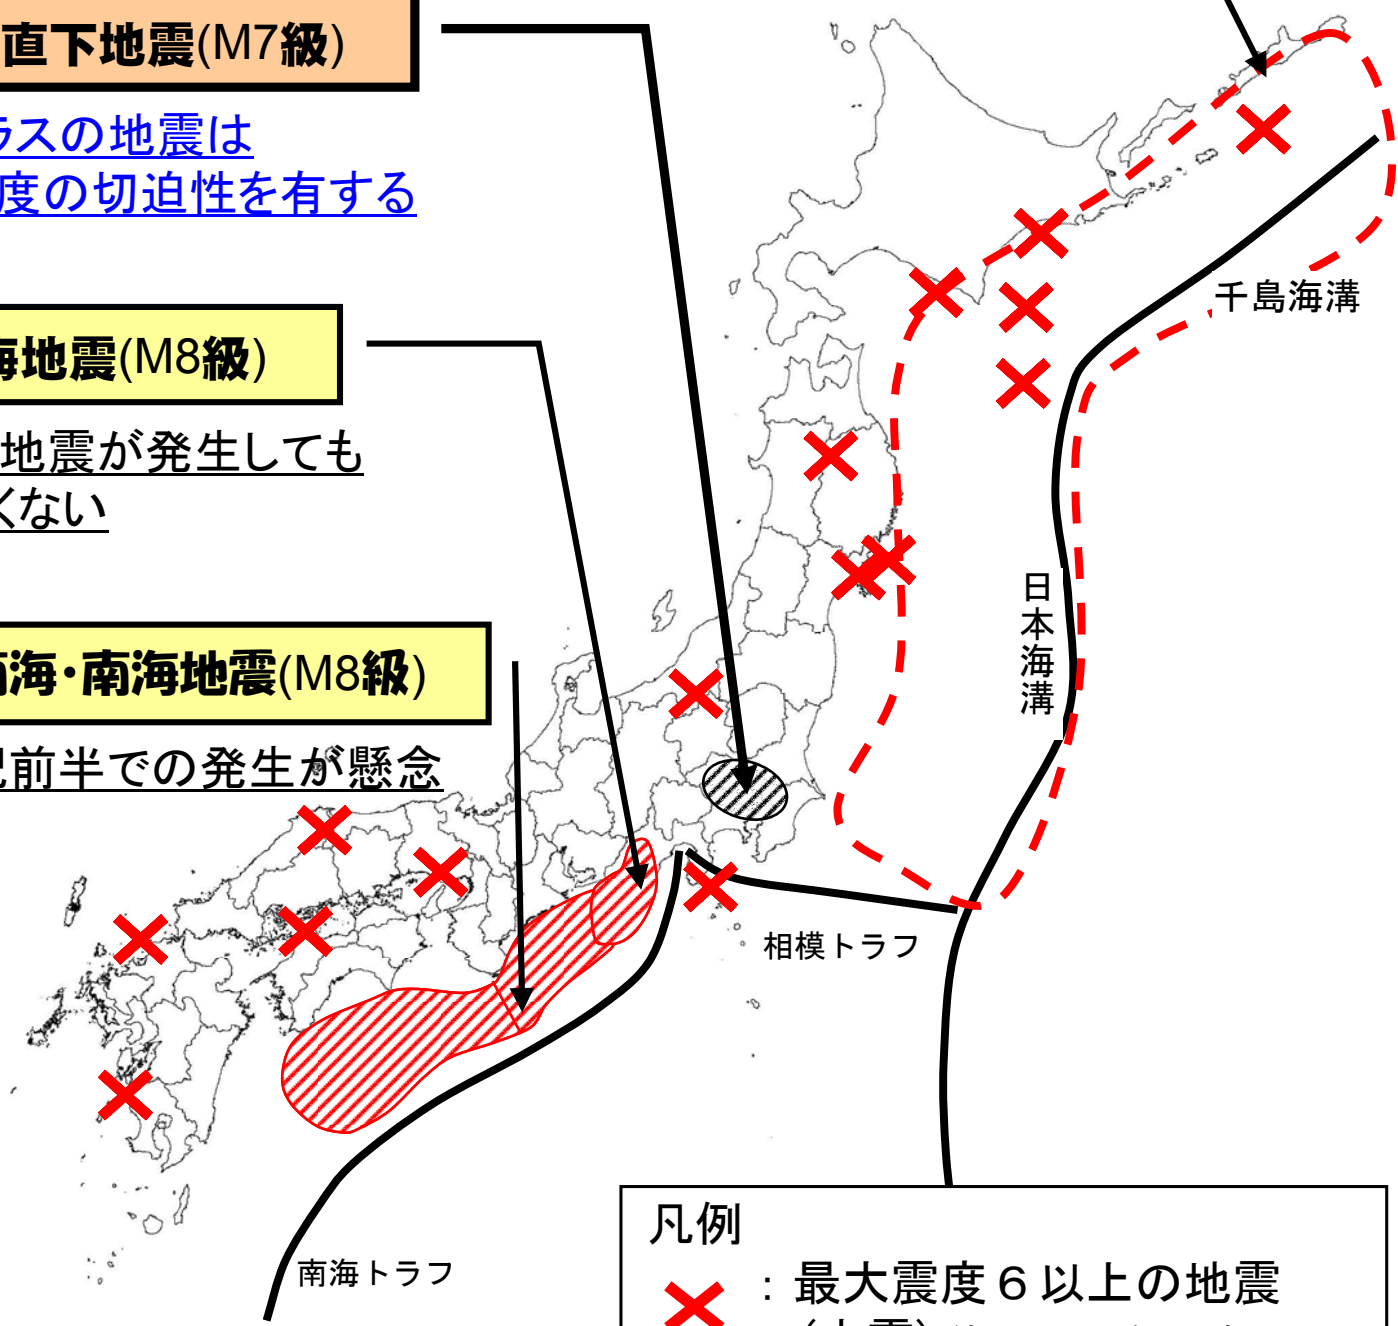 直下地震(M7級)
ラスの地震は
度の切迫性を有する
海地震(M8級)
地震が発生しても
くない
南海・南海地震(M8級)
前半での発生が懸念
千島海溝
日本海溝
相模トラフ
南海トラフ
凡例
：最大震度６以上の地震